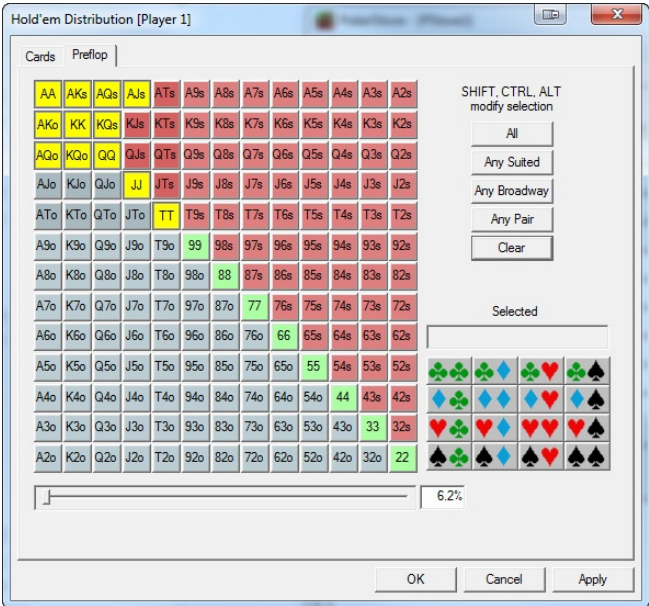 Hold'em Distribution [Player 1]
Cards Preflop
AA AKs AQs AJs ATs A9s A8s A7s A6s A5s A4s A3s A2s
AKo KK KQs KJs KTs K9s K8s K7s K6s K5s K4s K3s K2s
AQo KQo QQ QJs QTs Q9s Q8s Q7s Q6s Q5s Q4s Q3s Q2s
AJo KJo QJo JJ JTs J9s J8s J7s J6s J5s J4s J3s J2s
ATo KTo QTo JTo TT T9s T8s T7s T6s T5s T4s T3s T2s
A9o K9o Q9o J9o T9o 99 98s 97s 96s 95s 94s 93s 92s
A8o K8o Q8o J8o T8o 98o 88 87s 86s 85s 84s 83s 82s
A7o K7o Q7o J7o T7o 97o 87o 77 76s 75s 74s 73s 72s
A6o K6o Q6o J6o T6o 96o 86o 76o 66 65s 64s 63s 62s
A5o K5o Q5o J5o T5o 95o 85o 75o 65o 55 54s 53s 52s
A4o K4o Q4o J4o T4o 94o 84o 74o 64o 54o 44 43s 42s
A3o K3o Q3o J3o T3o 93o 83o 73o 63o 53o 43o 33 32s
A2o K2o Q2o J2o T2o 92o 82o 72o 62o 52o 42o 32o 22
6.2%
SHIFT, CTRL, ALT
modify selection
All
Any Suited
Any Broadway
Any Pair
Clear
Selected
OK Cancel Apply